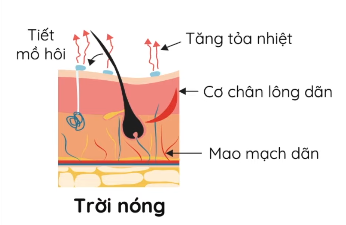 Tiết
mồ hôi
Tăng tỏa nhiệt
Cơ chân lông dãn
Mao mạch dãn
Trời nóng